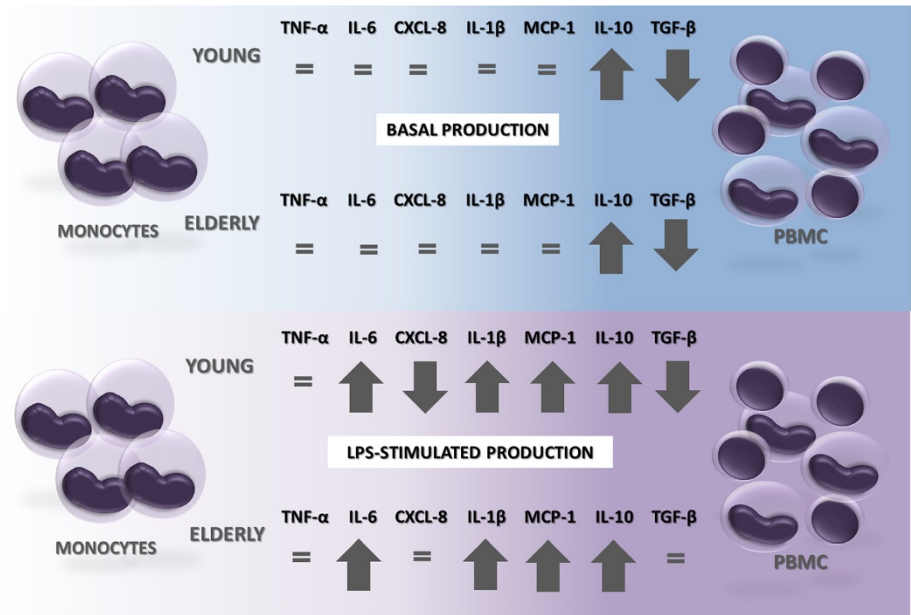 TNF-α IL-6 CXCL-8 IL-1β MCP-1 IL-10 TGF-β
YOUNG
= = = = =
BASAL PRODUCTION
TNF-α IL-6 CXCL-8 IL-1β MCP-1 IL-10 TGF-β
MONOCYTES ELDERLY PBMC
= = = = =
TNF-α IL-6 CXCL-8 IL-1β MCP-1 IL-10 TGF-β
YOUNG
=
LPS-STIMULATED PRODUCTION
TNF-α IL-6 CXCL-8 IL-1β MCP-1 IL-10 TGF-β
MONOCYTES ELDERLY PBMC
= = =